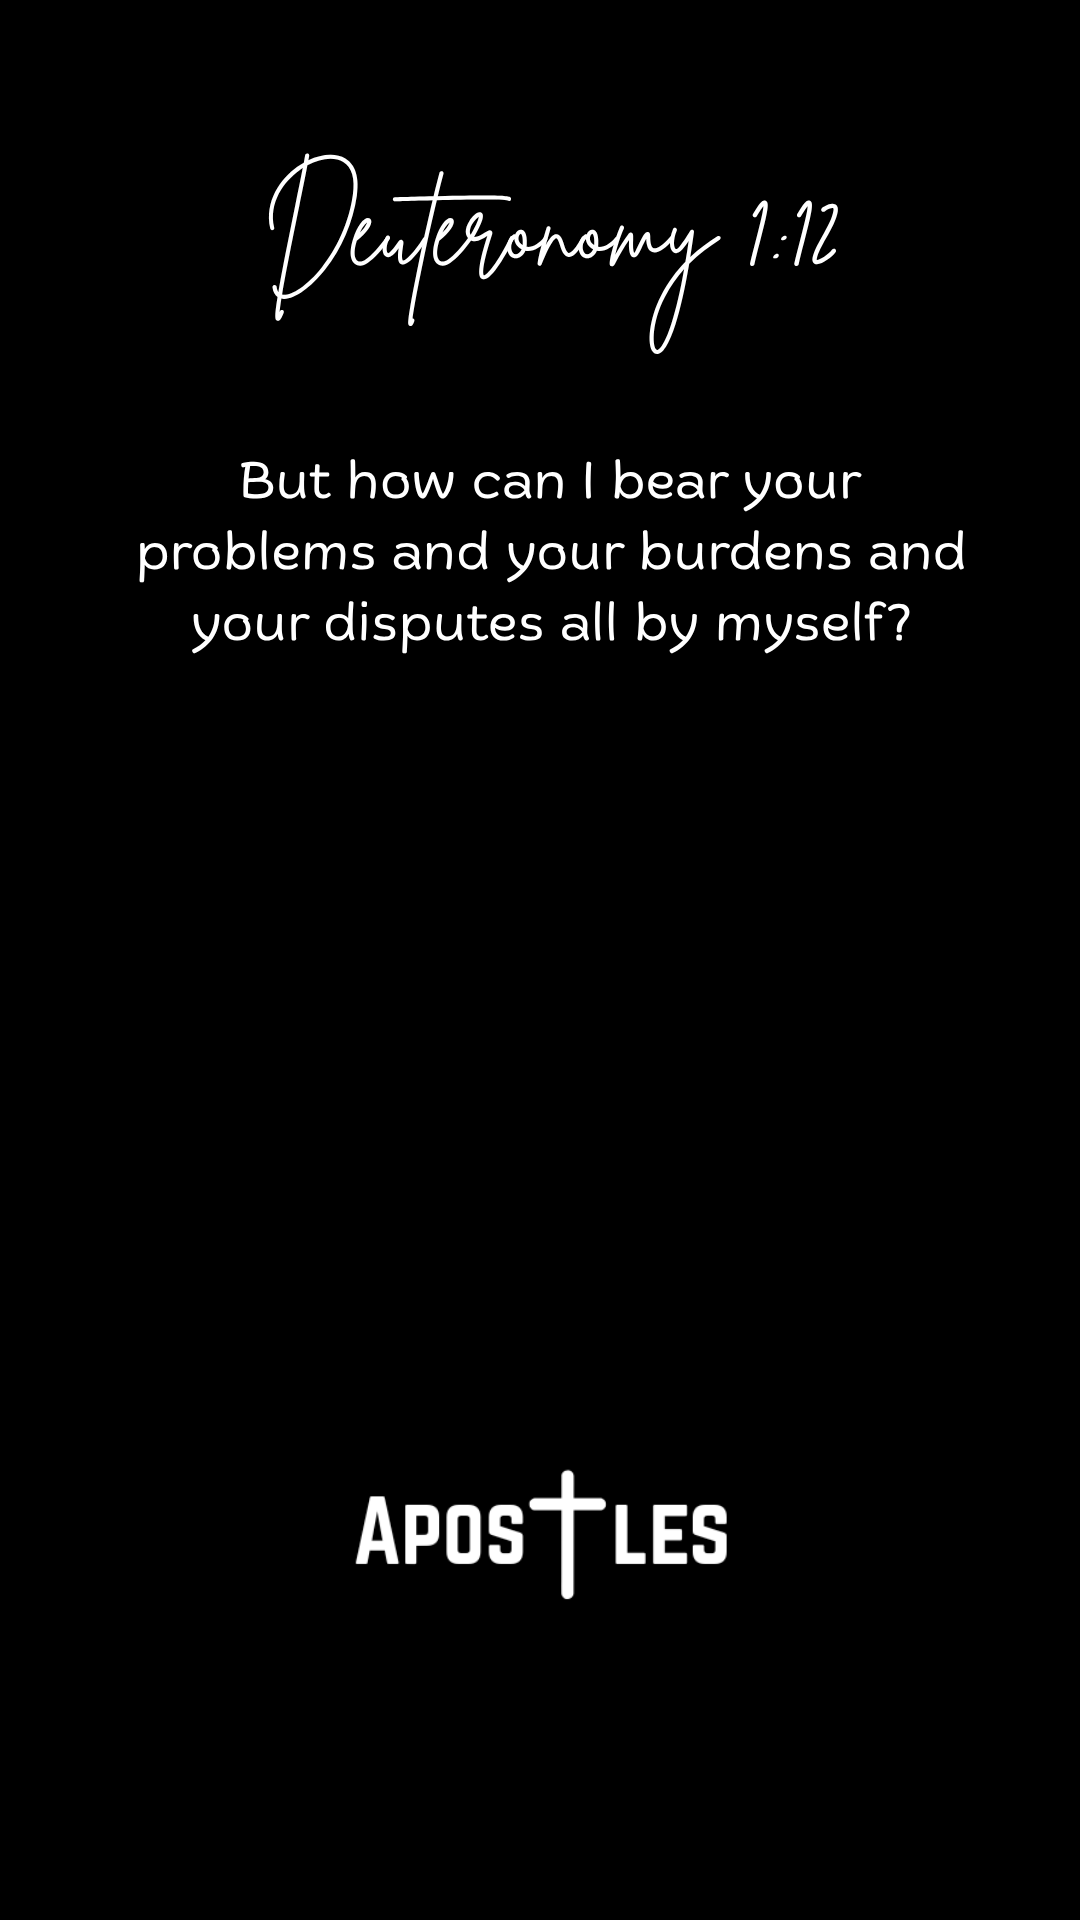 Deuteronomy 1:12
But how can I bear your
problems and your burdens and
your disputes all by myself?
Apostles